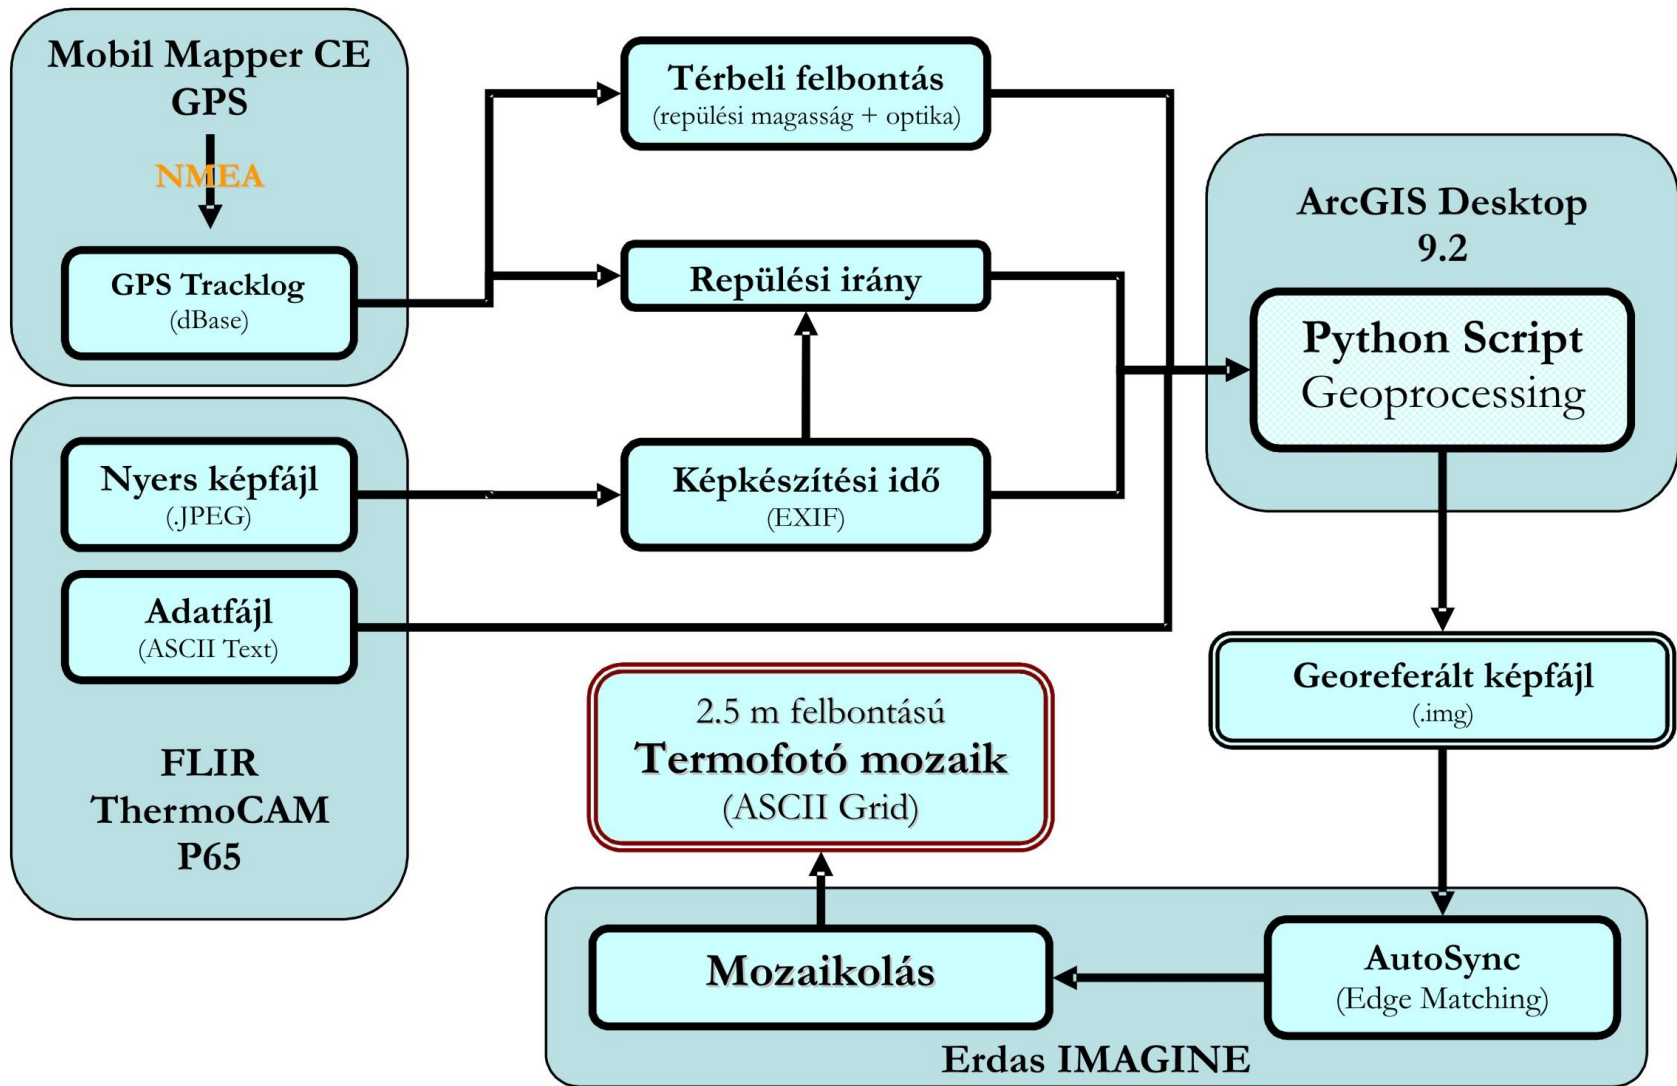 Mobil Mapper CE
GPS
NMEA
GPS Tracklog
(dBase)
Térbeli felbontás
(repülési magasság + optika)
Repülési irány
Képkészítési idő
(EXIF)
Nyers képfájl
(.JPEG)
Adatfájl
(ASCII Text)
FLIR
ThermoCAM
P65
ArcGIS Desktop
9.2
Python Script
Geoprocessing
Georeferált képfájl
(.img)
2.5 m felbontású
Termofotó mozaik
(ASCII Grid)
Mozaikolás
AutoSync
(Edge Matching)
Erdas IMAGINE